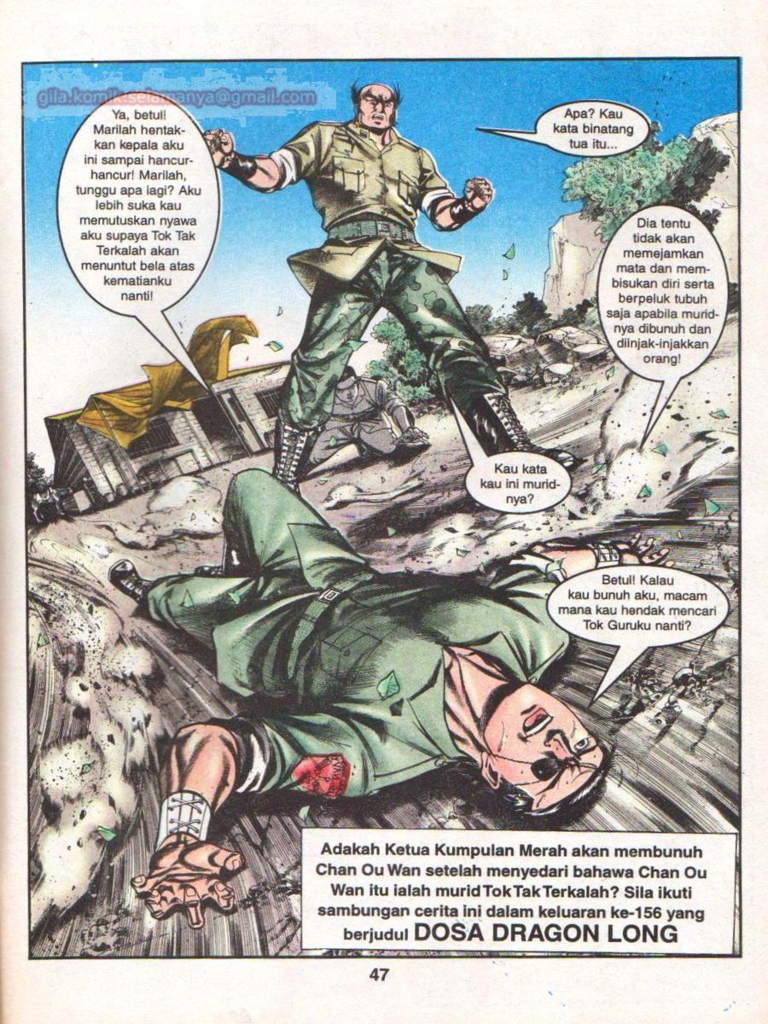 gila.komik.selamanya@gmail.com
Ya, betul!
Marilah hentak-
kan kepala aku
ini sampai hancur-
hancur! Marilah,
tunggu apa lagi? Aku
lebih suka kau
memutuskan nyawa
aku supaya Tok Tak
Terkalah akan
menuntut bela atas
kematianku
nanti!
Apa? Kau
kata binatang
tua itu...
Dia tentu
tidak akan
memejamkan
mata dan mem-
bisukan diri serta
berpeluk tubuh
saja apabila murid-
nya dibunuh dan
diinjak-injakkan
orang!
Kau kata
kau ini murid-
nya?
Betul! Kalau
kau bunuh aku, macam
mana kau hendak mencari
Tok Guruku nanti?
Adakah Ketua Kumpulan Merah akan membunuh
Chan Ou Wan setelah menyedari bahawa Chan Ou
Wan itu ialah murid Tok Tak Terkalah? Sila ikuti
sambungan cerita ini dalam keluaran ke-156 yang
berjudul DOSA DRAGON LONG
47